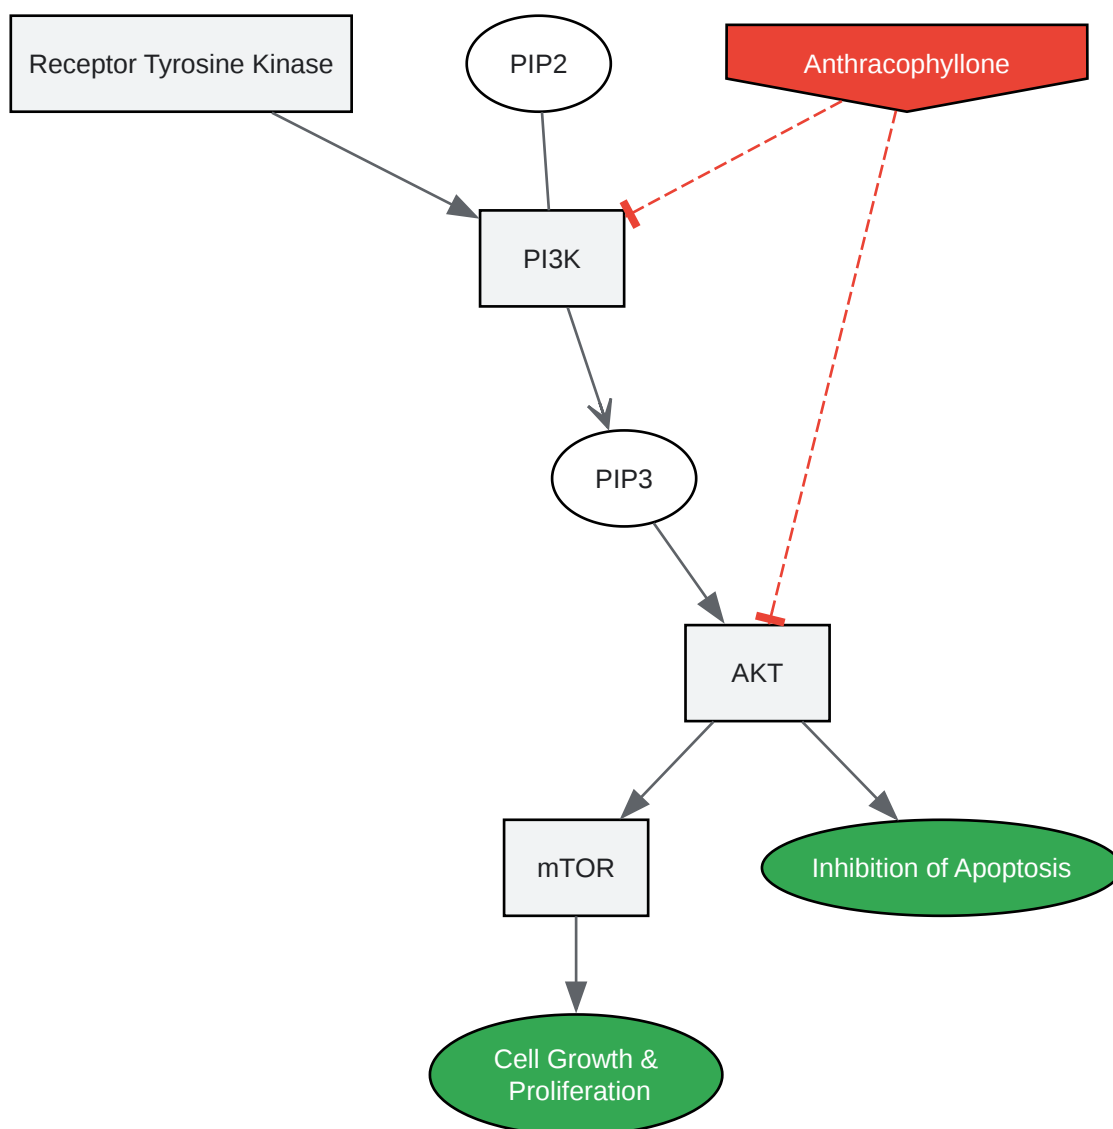 Receptor Tyrosine Kinase
PIP2
Anthracophyllone
PI3K
PIP3
AKT
mTOR
Inhibition of Apoptosis
Cell Growth &
Proliferation